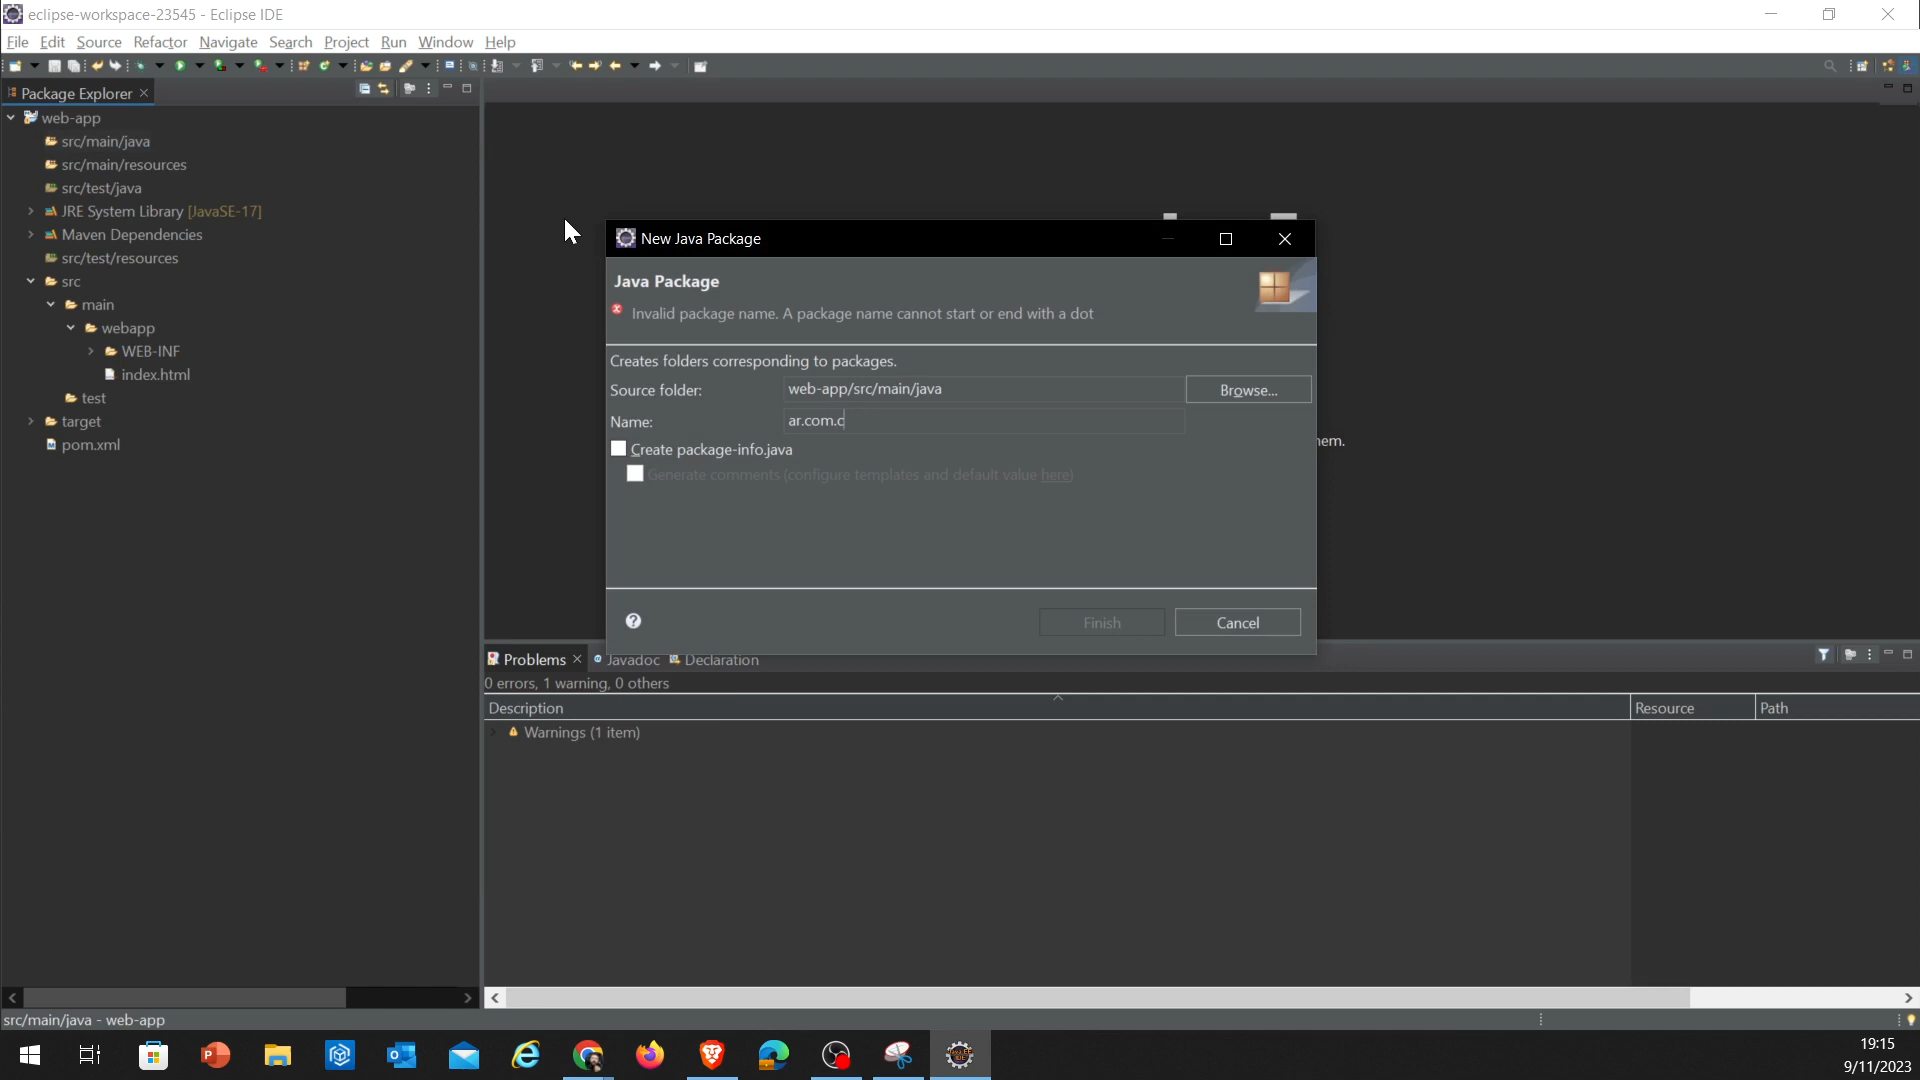 eclipse-workspace-23545 - Eclipse IDE
File Edit Source Refactor Navigate Search Project Run Window Help
Package Explorer
web-app
src/main/java
src/main/resources
src/test/java
JRE System Library [JavaSE-17]
Maven Dependencies
src/test/resources
src
main
webapp
WEB-INF
index.html
test
target
pom.xml
New Java Package
Java Package
Invalid package name. A package name cannot start or end with a dot
Creates folders corresponding to packages.
Source folder: web-app/src/main/java Browse...
Name: ar.com.c
Create package-info.java
Generate comments (configure templates and default value here)
Finish Cancel
hem.
Problems Javadoc Declaration
0 errors, 1 warning, 0 others
Description Resource Path
Warnings (1 item)
src/main/java - web-app
19:15
9/11/2023